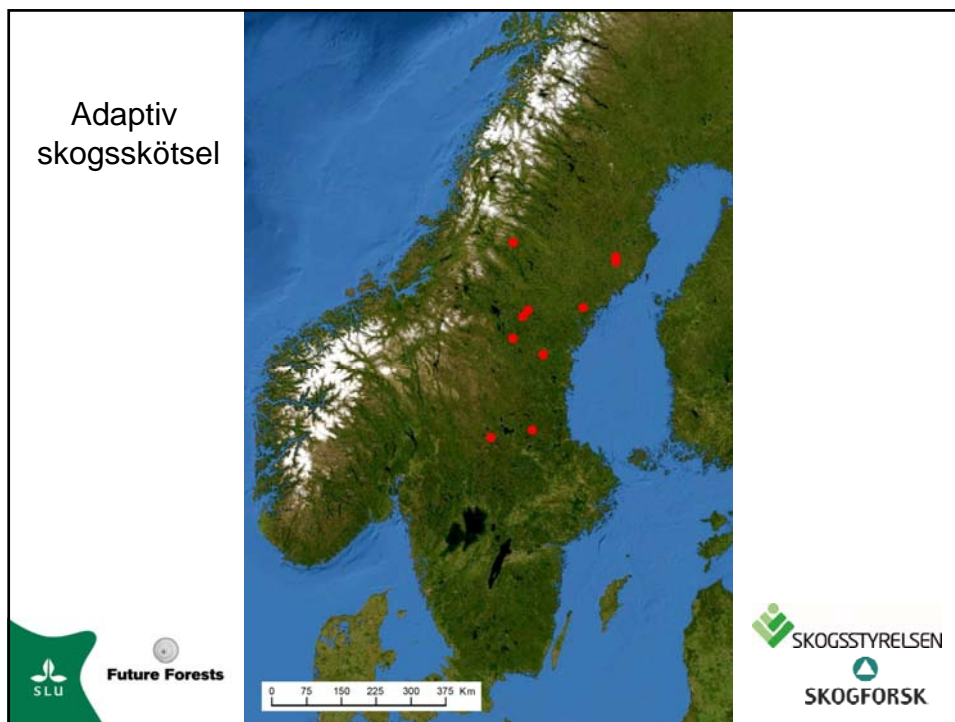 Adaptiv
skogsskötsel
SLU
Future Forests
0 75 150 225 300 375 Km
SKOGSSTYRELSEN
SKOGFORSK